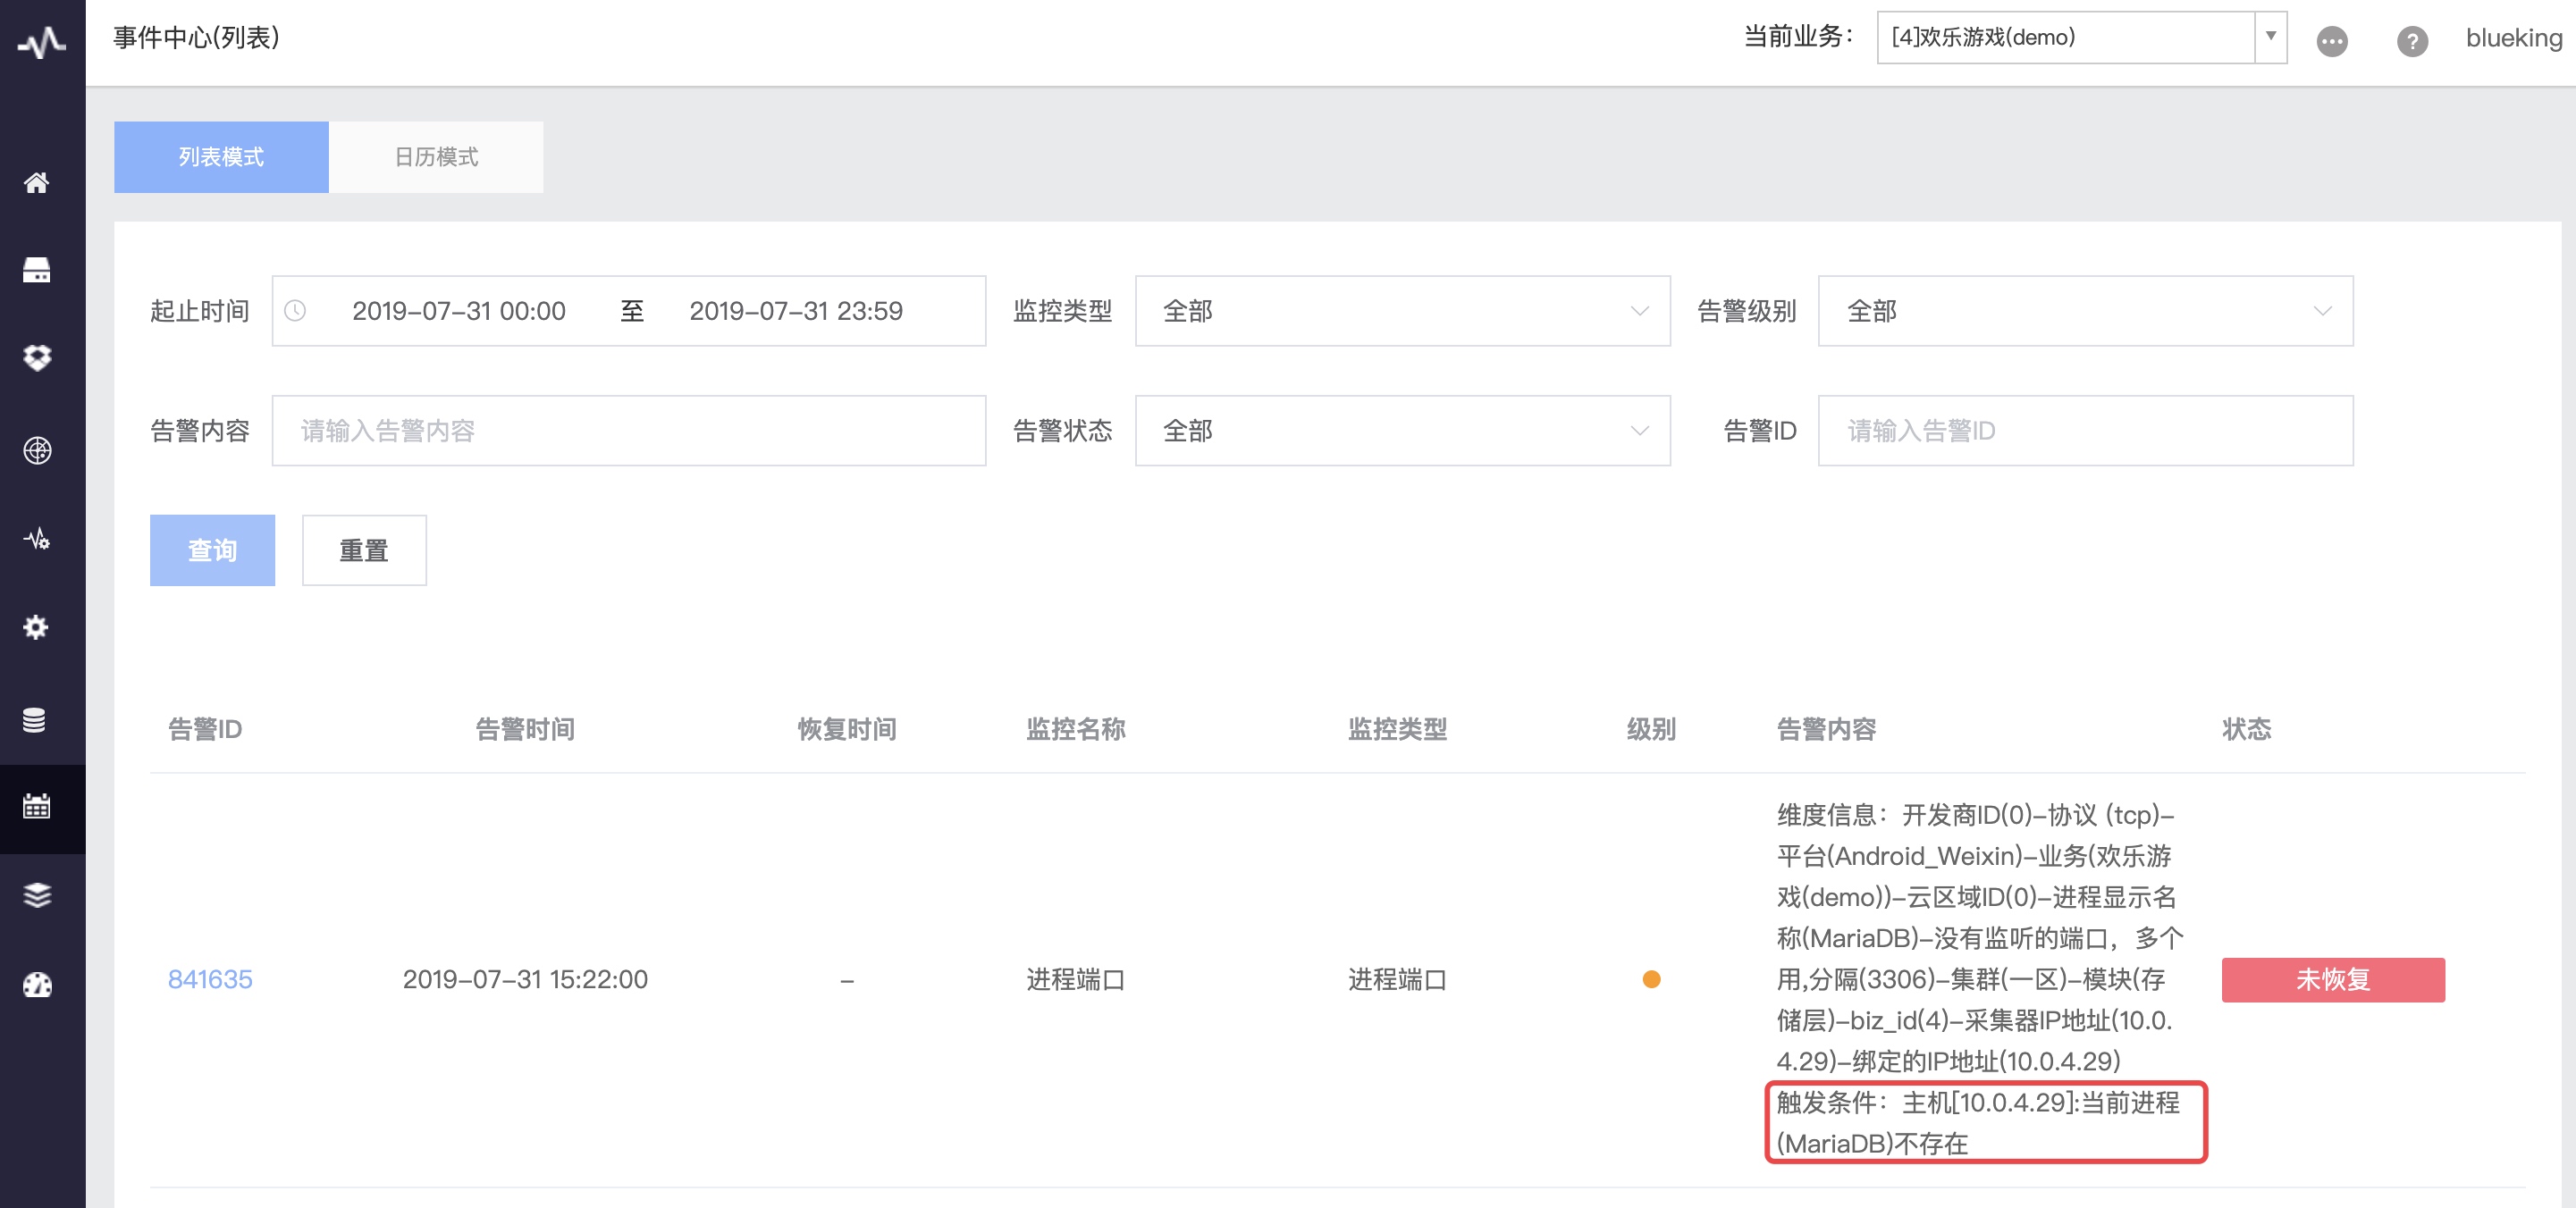 事件中心(列表)
当前业务：
[4]欢乐游戏(demo)
blueking
列表模式
日历模式
起止时间
2019-07-31 00:00
至
2019-07-31 23:59
监控类型
全部
告警级别
全部
告警内容
请输入告警内容
告警状态
全部
告警ID
请输入告警ID
查询
重置
告警ID
告警时间
恢复时间
监控名称
监控类型
级别
告警内容
状态
841635
2019-07-31 15:22:00
-
进程端口
进程端口
维度信息：开发商ID(0)-协议 (tcp)-
平台(Android_Weixin)-业务(欢乐游
戏(demo))-云区域ID(0)-进程显示名
称(MariaDB)-没有监听的端口，多个
用,分隔(3306)-集群(一区)-模块(存
储层)-biz_id(4)-采集器IP地址(10.0.
4.29)-绑定的IP地址(10.0.4.29)
触发条件：主机[10.0.4.29]:当前进程
(MariaDB)不存在
未恢复